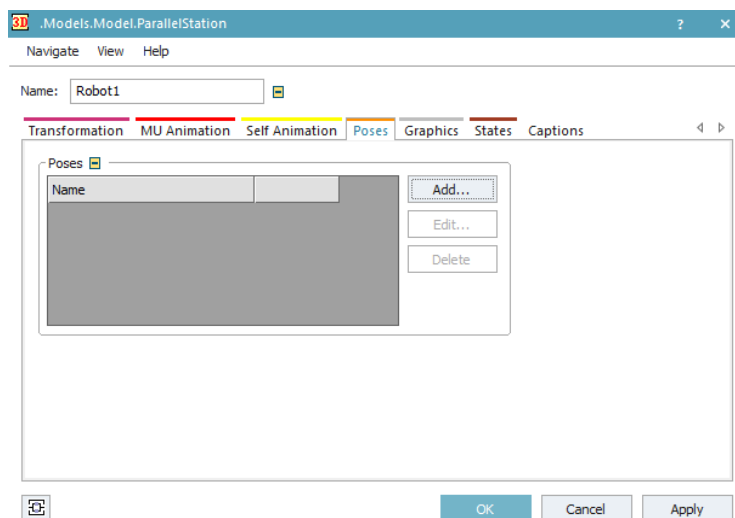 3D .Models.Model.ParallelStation ? ×
Navigate View Help
Name: Robot1
Transformation MU Animation Self Animation Poses Graphics States Captions
Poses
Name Add...
Edit...
Delete
OK Cancel Apply